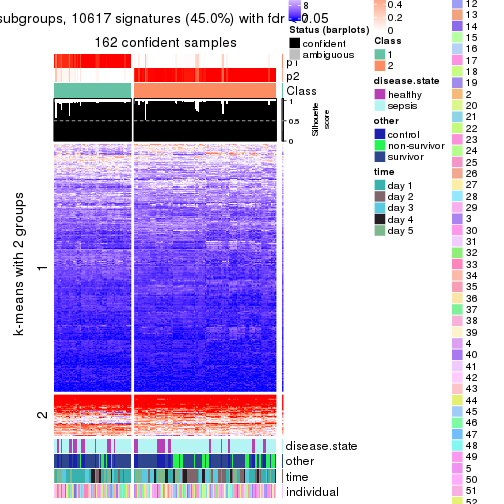 subgroups, 10617 signatures (45.0%) with fdr < 0.05
162 confident samples
p1
p2
Class
1
0.5
0
Silhouette
score
k-means with 2 groups
1
2
disease.state
other
time
individual
8
Status (barplots)
confident
ambiguous
0.4
0.2
0
Class
1
2
disease.state
healthy
sepsis
other
control
non-survivor
survivor
time
day 1
day 2
day 3
day 4
day 5
12
13
14
15
16
17
18
19
2
20
21
22
23
24
25
26
27
28
29
3
30
31
32
33
34
35
36
37
38
39
4
40
41
42
43
44
45
46
47
48
49
5
50
51
52